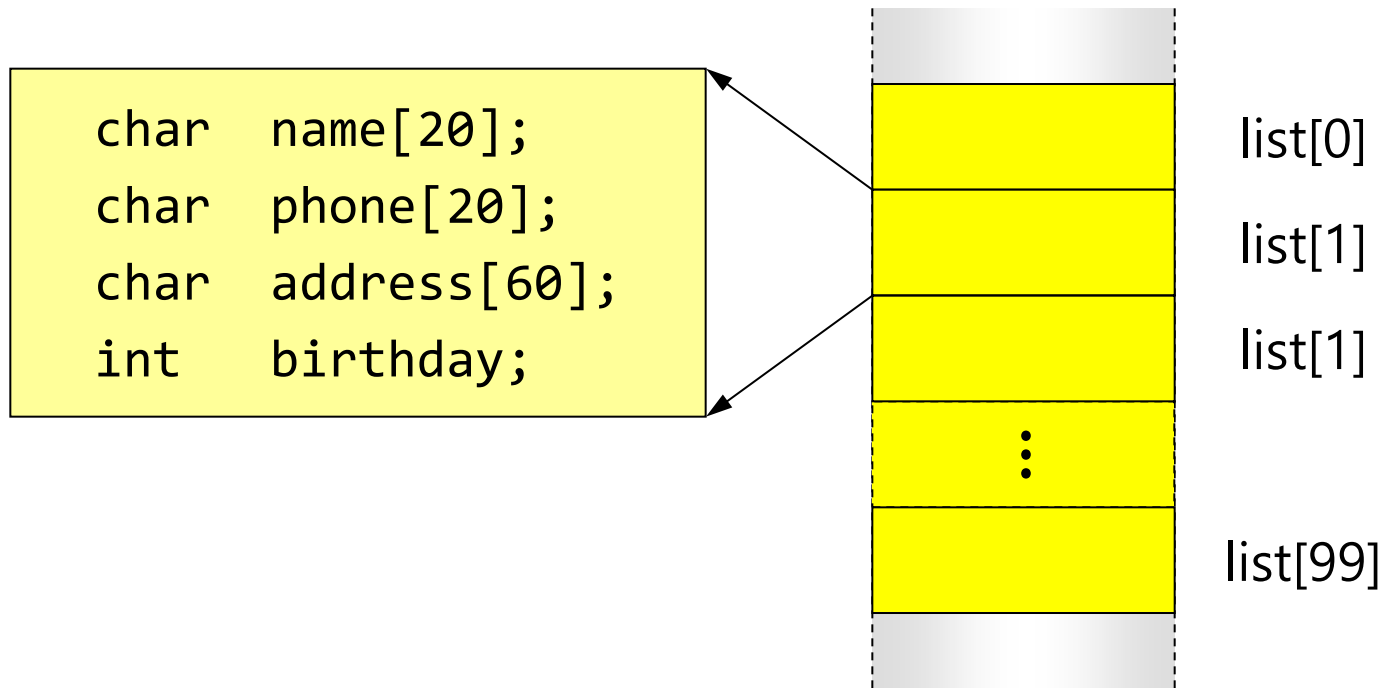 char  name[20];
char  phone[20];
char  address[60];
int   birthday;
list[0]
list[1]
list[1]
list[99]